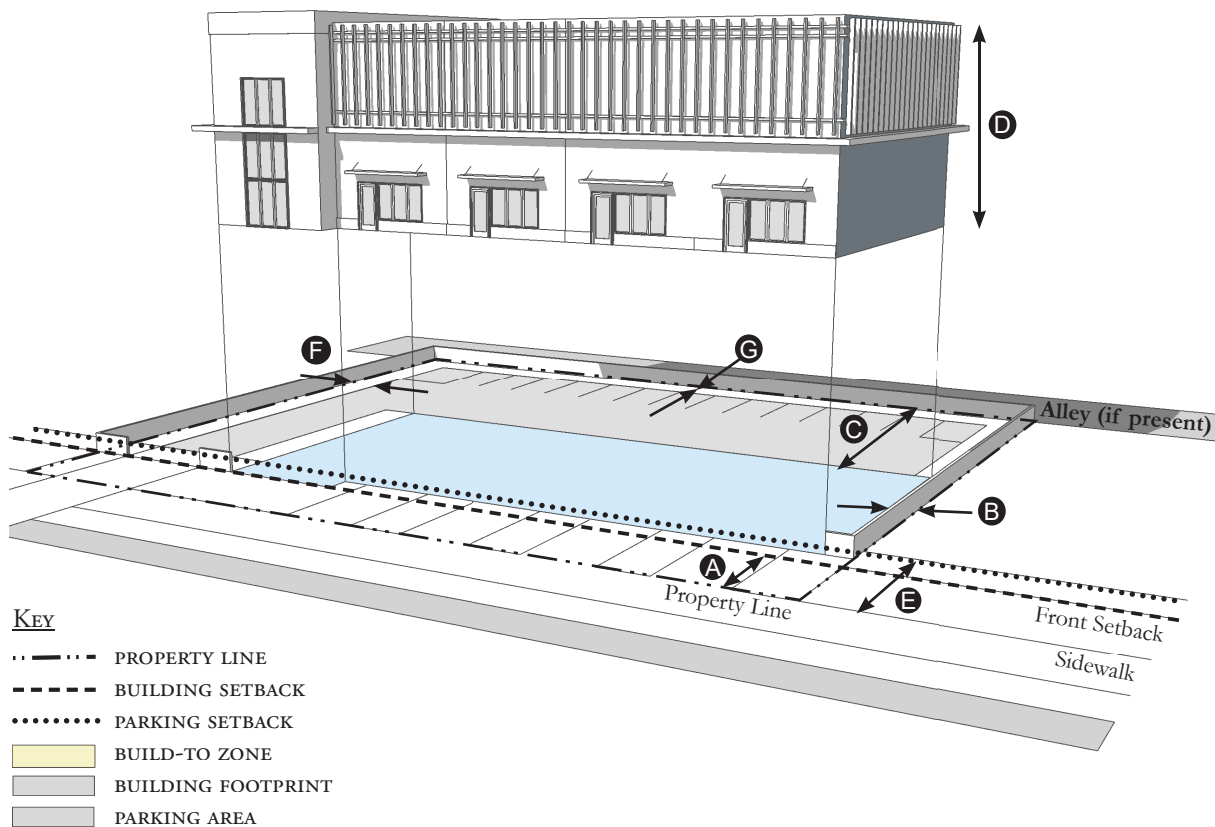 D
F
G
Alley (if present)
C
B
A
E
Property Line
Front Setback
Sidewalk
KEY
PROPERTY LINE
BUILDING SETBACK
PARKING SETBACK
BUILD-TO ZONE
BUILDING FOOTPRINT
PARKING AREA